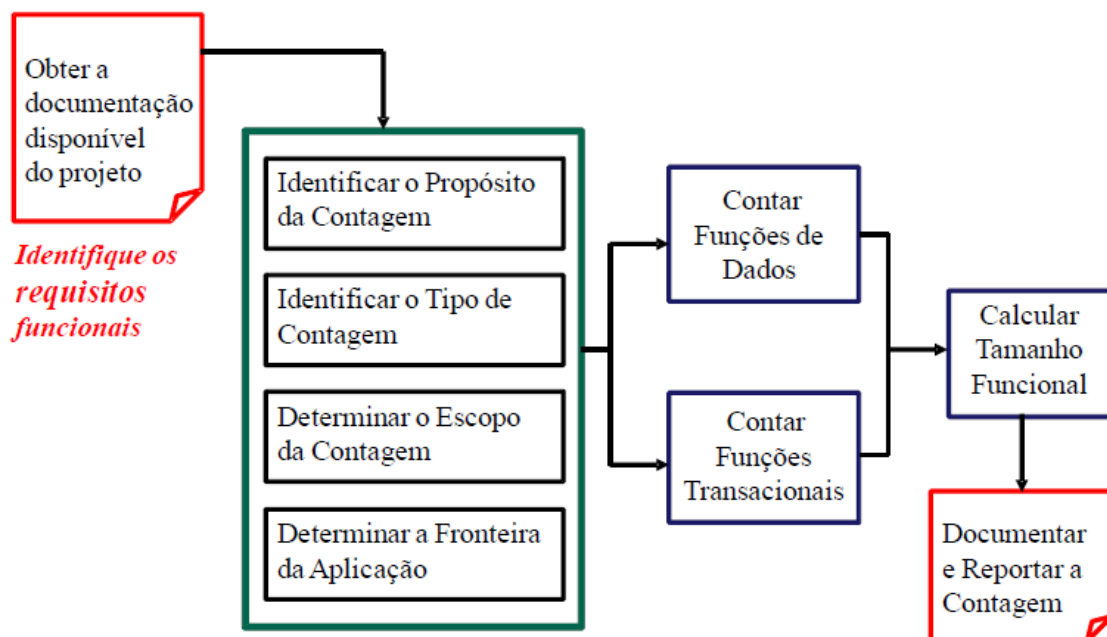 Obter a
documentação
disponível
do projeto
Identifique os
requisitos
funcionais
Identificar o Propósito
da Contagem
Identificar o Tipo de
Contagem
Determinar o Escopo
da Contagem
Determinar a Fronteira
da Aplicação
Contar
Funções de
Dados
Contar
Funções
Transacionais
Calcular
Tamanho
Funcional
Documentar
e Reportar a
Contagem